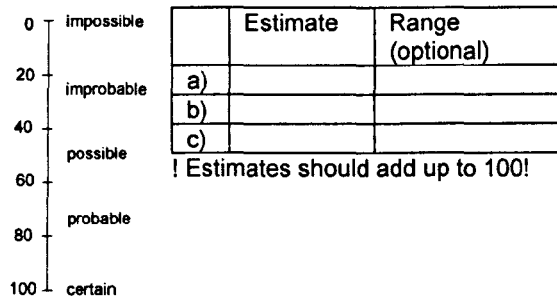 0 impossible
20
improbable
40
possible
60
probable
80
100 certain
Estimate Range
(optional)
a)
b)
c)
! Estimates should add up to 100!